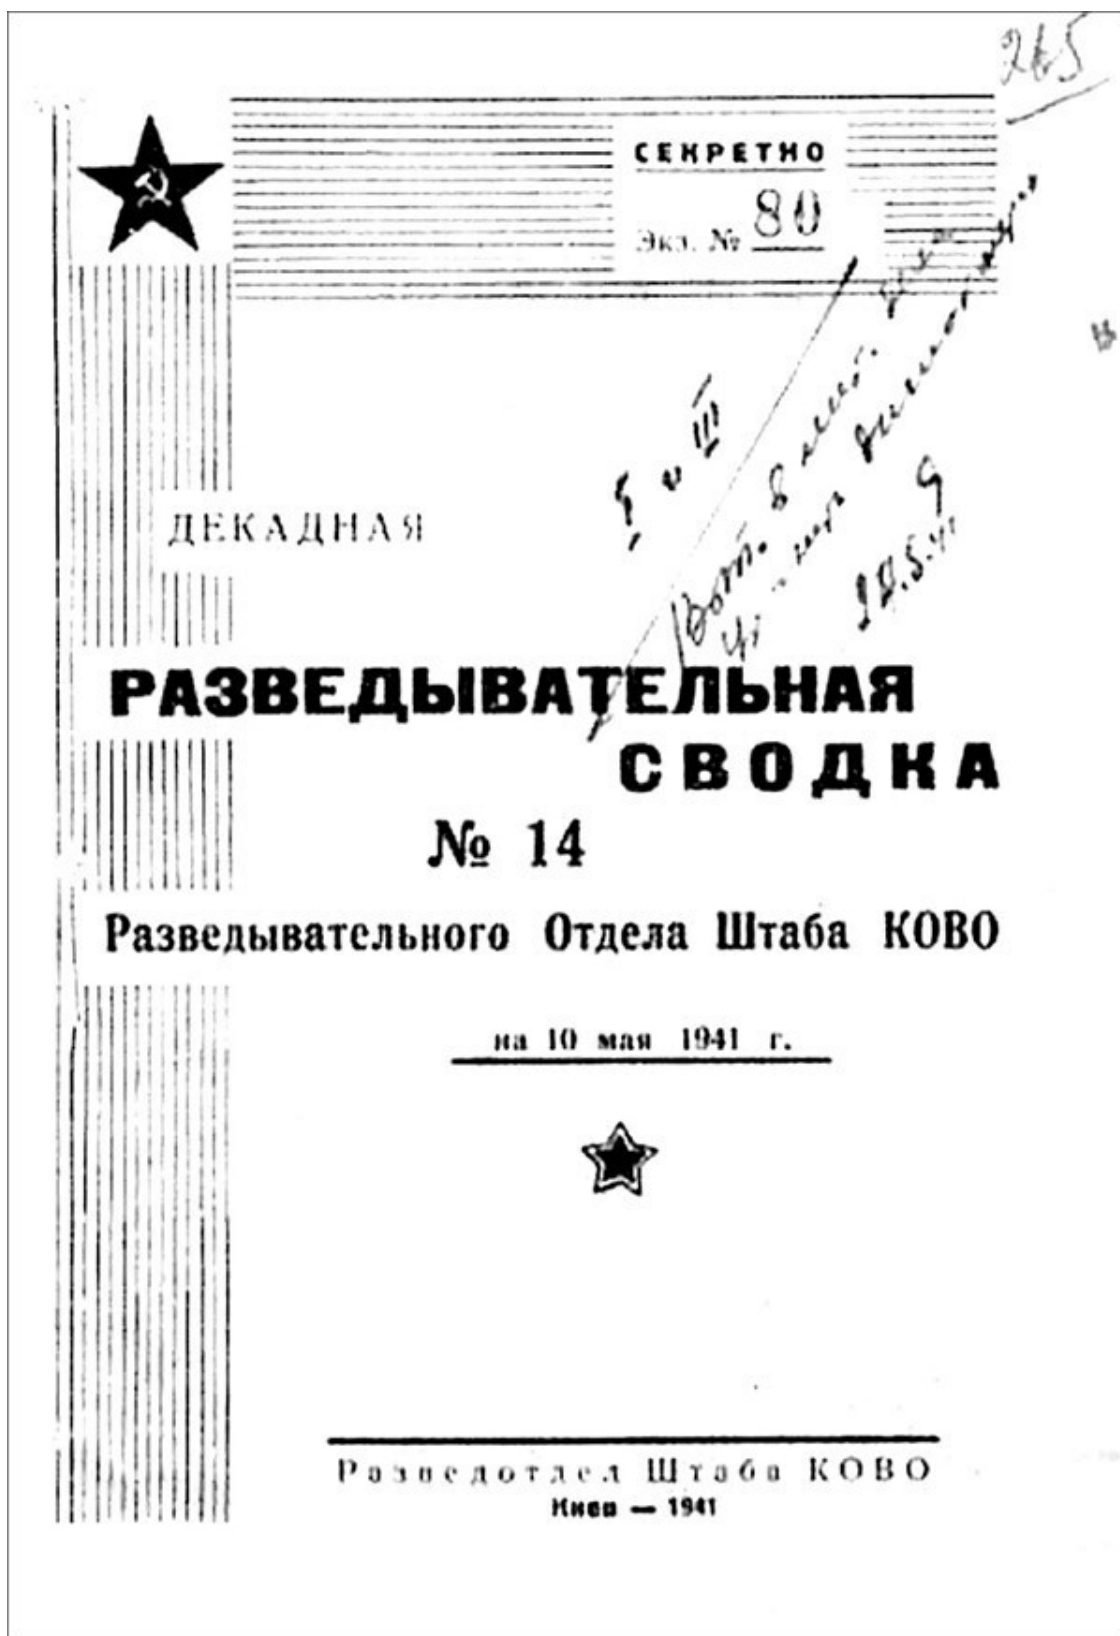 265
СЕКРЕТНО
Экз. № 80
I и III
ДЕКАДНАЯ
РАЗВЕДЫВАТЕЛЬНАЯ
СВОДКА
№ 14
Разведывательного Отдела Штаба КОВО
на 10 мая 1941 г.
Разведотдел Штаба КОВО
Киев — 1941